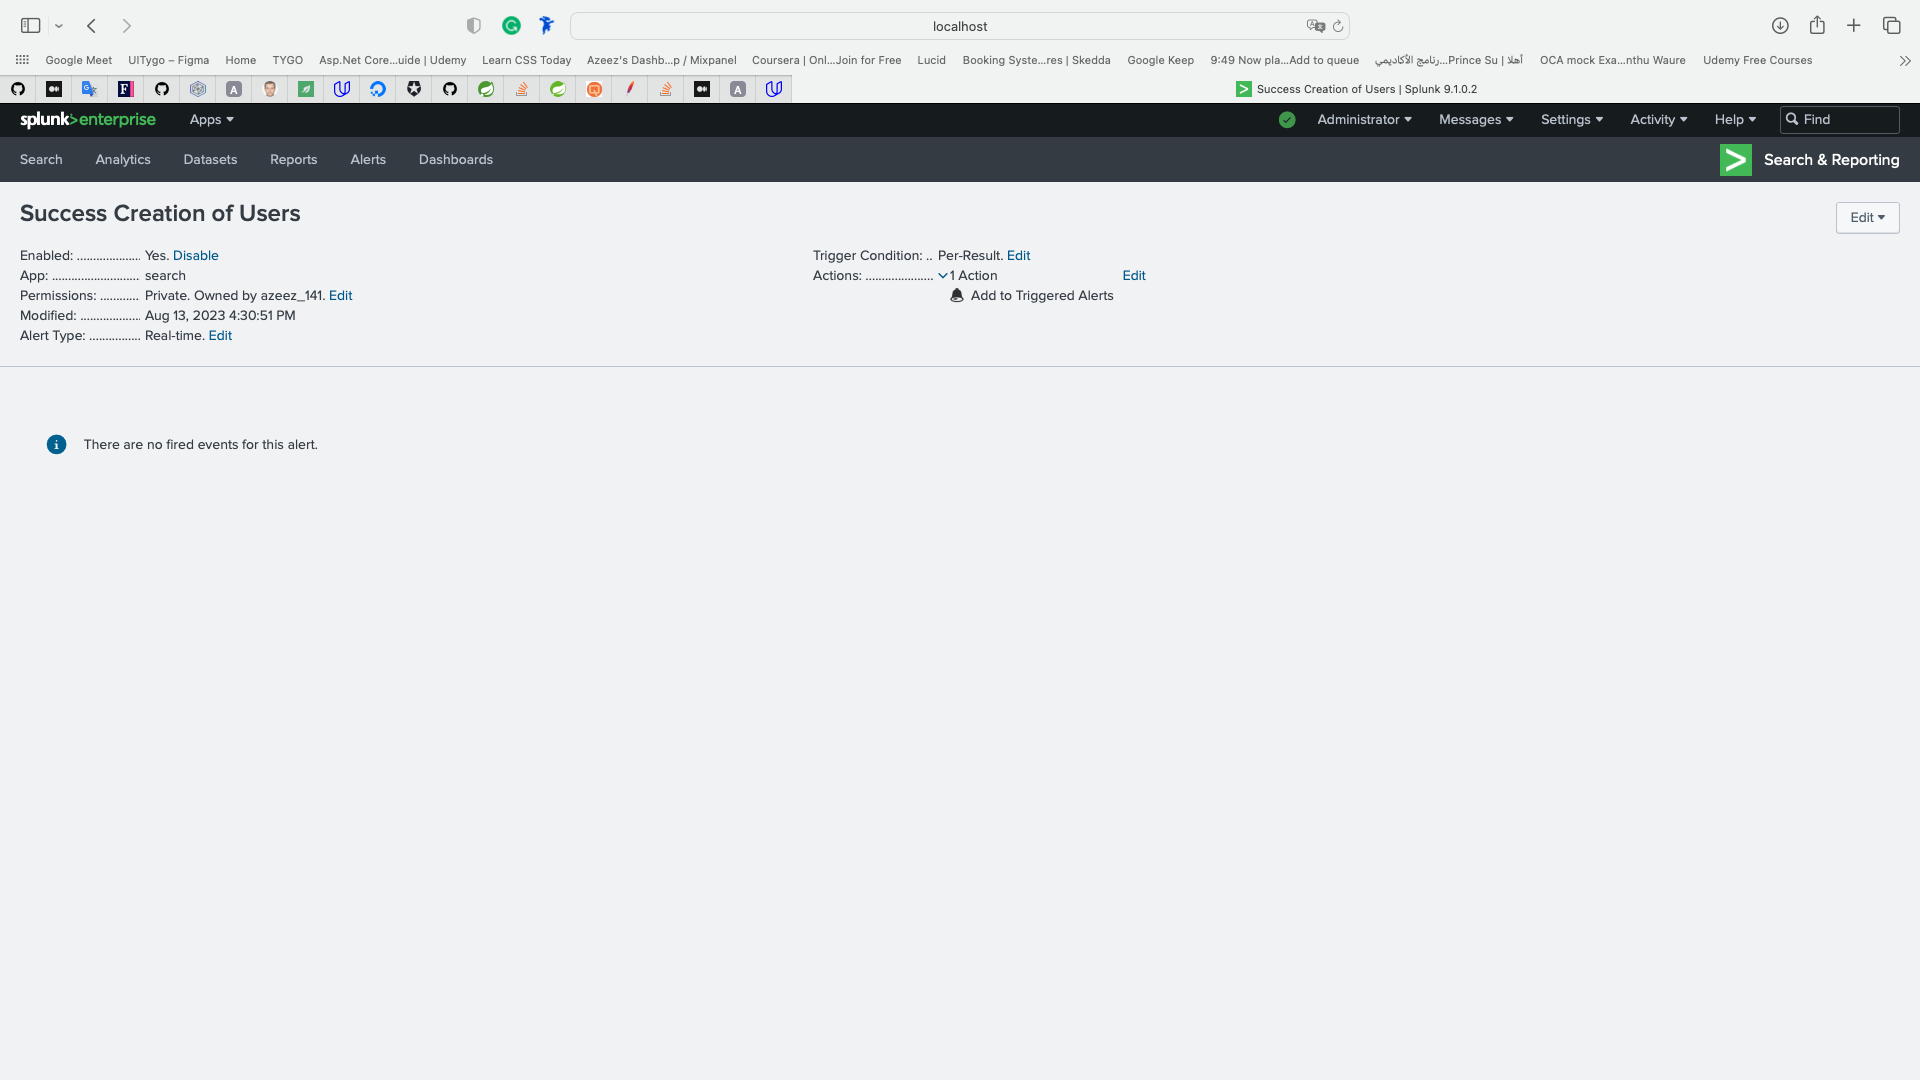 localhost
Google Meet UITygo – Figma Home TYGO Asp.Net Core...uide | Udemy Learn CSS Today Azeez's Dashb...p / Mixpanel Coursera | Onl...Join for Free Lucid Booking Syste...res | Skedda Google Keep 9:49 Now pla...Add to queue أهلا | Prince Su...رنامج الأكاديمي OCA mock Exa...nthu Waure Udemy Free Courses
Success Creation of Users | Splunk 9.1.0.2
splunk>enterprise Apps Administrator Messages Settings Activity Help Find
Search Analytics Datasets Reports Alerts Dashboards Search & Reporting
Success Creation of Users
Edit
Enabled: .................... Yes. Disable
App: ........................... search
Permissions: ............ Private. Owned by azeez_141. Edit
Modified: ................... Aug 13, 2023 4:30:51 PM
Alert Type: ................ Real-time. Edit
Trigger Condition: .. Per-Result. Edit
Actions: ..................... 1 Action Edit
Add to Triggered Alerts
There are no fired events for this alert.